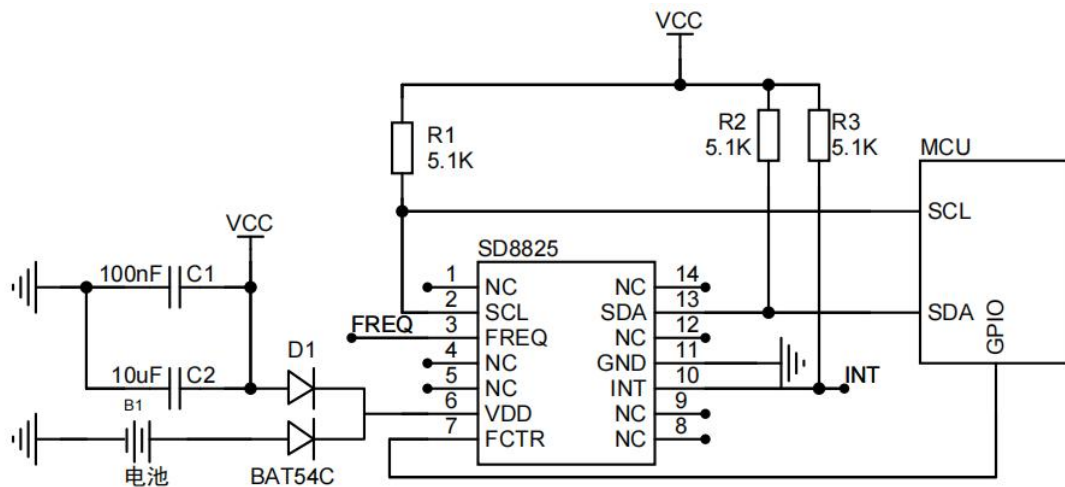 VCC
R1
5.1K
R2
5.1K
R3
5.1K
MCU
SCL
SDA
GPIO
VCC
100nF
C1
10uF
C2
B1
电池
D1
BAT54C
FREQ
SD8825
1 NC NC 14
2 SCL SDA 13
3 FREQ NC 12
4 NC GND 11
5 NC INT 10
6 VDD NC 9
7 FCTR NC 8
INT